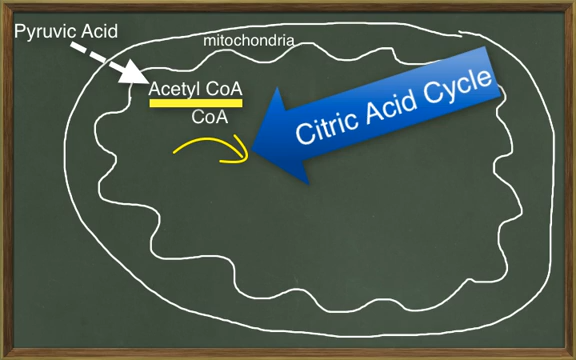 Pyruvic Acid
mitochondria
Acetyl CoA
CoA
Citric Acid Cycle